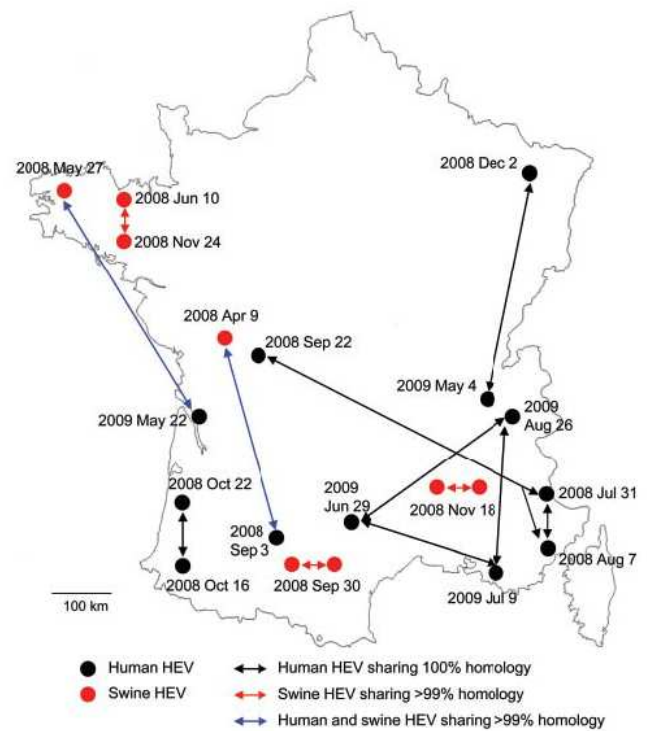 2008 May 27
2008 Dec 2
2008 Jun 10
2008 Nov 24
2008 Apr 9
2008 Sep 22
2009 May 4
2009 May 22
2009
Aug 26
2008 Oct 22
2009
Jun 29
2008 Nov 18
2008 Jul 31
2008
Sep 3
2008 Aug 7
2008 Oct 16
2008 Sep 30
2009 Jul 9
100 km
Human HEV
Human HEV sharing 100% homology
Swine HEV
Swine HEV sharing >99% homology
Human and swine HEV sharing >99% homology